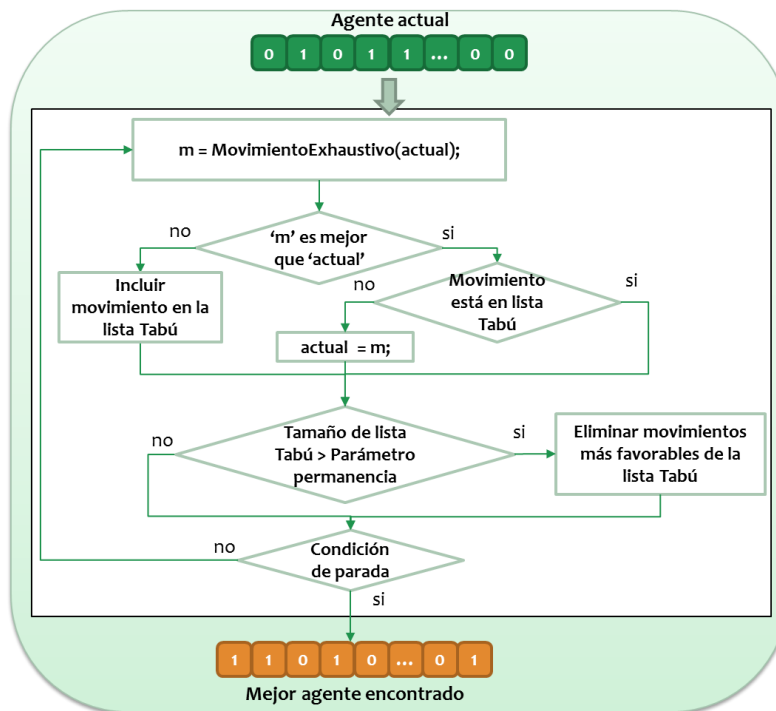 Agente actual
0 1 0 1 1 ... 0 0
m = MovimientoExhaustivo(actual);
no
'm' es mejor
que 'actual'
si
Incluir
movimiento en la
lista Tabú
no
Movimiento
está en lista
Tabú
si
actual = m;
no
Tamaño de lista
Tabú > Parámetro
permanencia
si
Eliminar movimientos
más favorables de la
lista Tabú
no
Condición
de parada
si
1 1 0 1 0 ... 0 1
Mejor agente encontrado